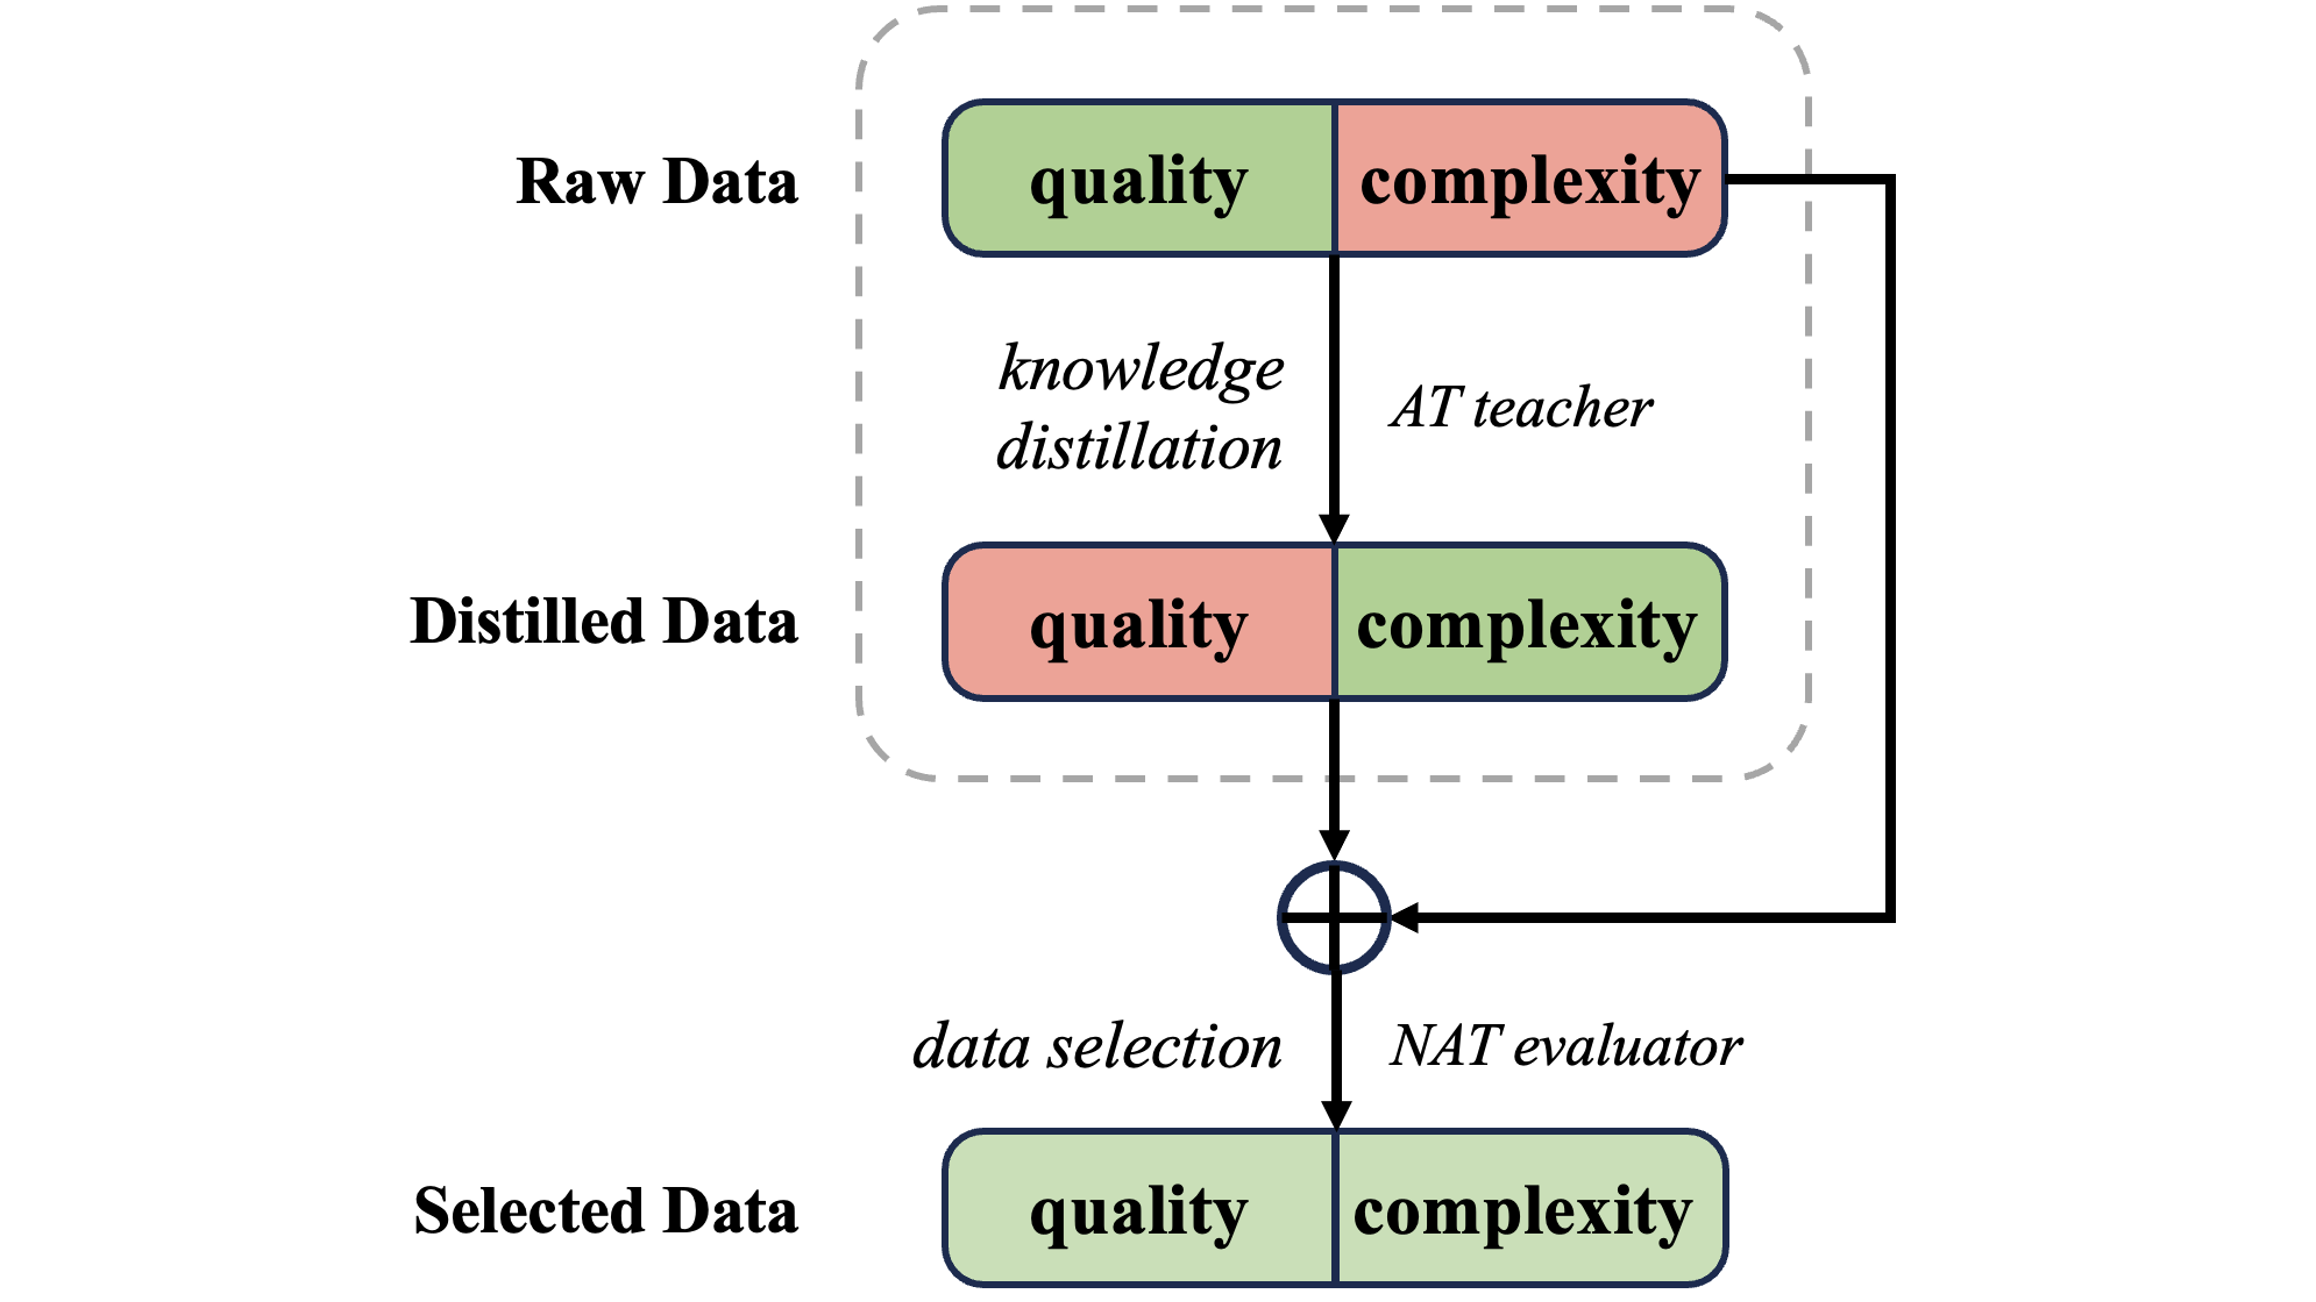 Raw Data
quality
complexity
knowledge
distillation
AT teacher
Distilled Data
quality
complexity
data selection
NAT evaluator
Selected Data
quality
complexity